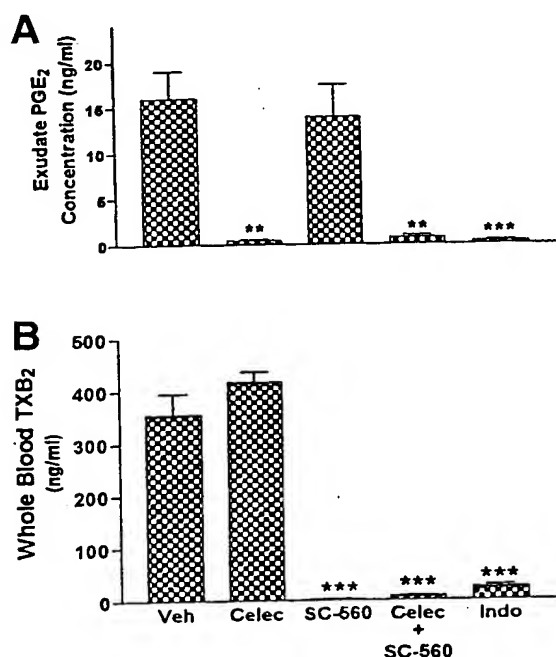 A
Exudate PGE2
Concentration (ng/ml)
20
15
10
5
0
**
**
***
B
Whole Blood TXB2
(ng/ml)
500
400
300
200
100
0
***
***
***
Veh Celec SC-560 Celec Indo
+
SC-560